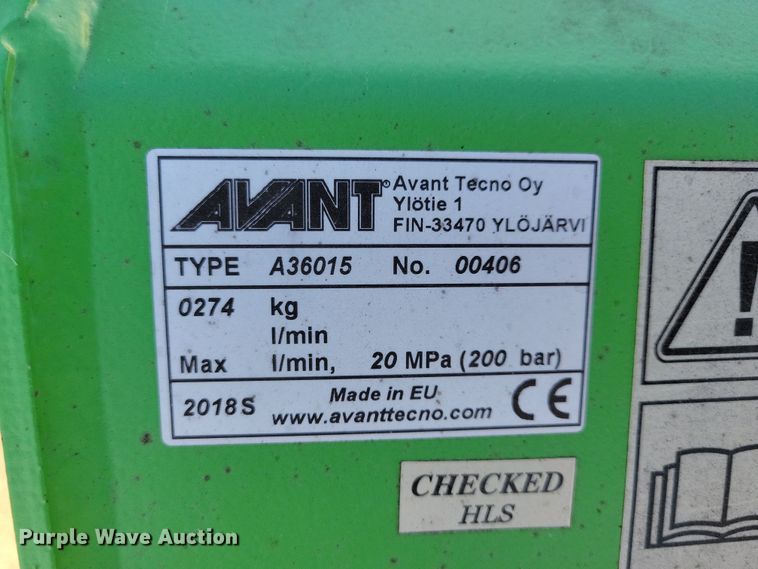 AVANT® Avant Tecno Oy
Ylötie 1
FIN-33470 YLÖJÄRVI
TYPE A36015 No. 00406
0274 kg
l/min
Max l/min, 20 MPa (200 bar)
2018 S Made in EU
www.avanttecno.com CE
!
CHECKED
HLS
Purple Wave Auction